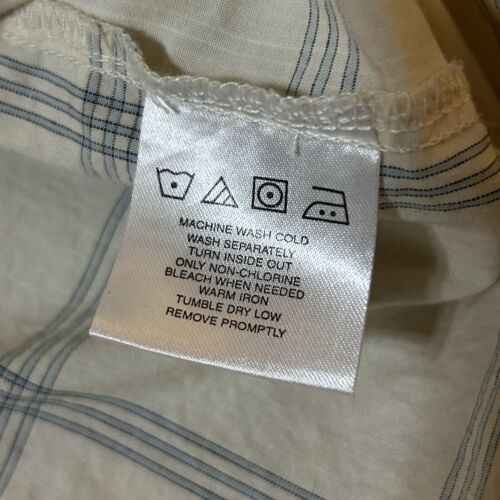 MACHINE WASH COLD
WASH SEPARATELY
TURN INSIDE OUT
ONLY NON-CHLORINE
BLEACH WHEN NEEDED
WARM IRON
TUMBLE DRY LOW
REMOVE PROMPTLY